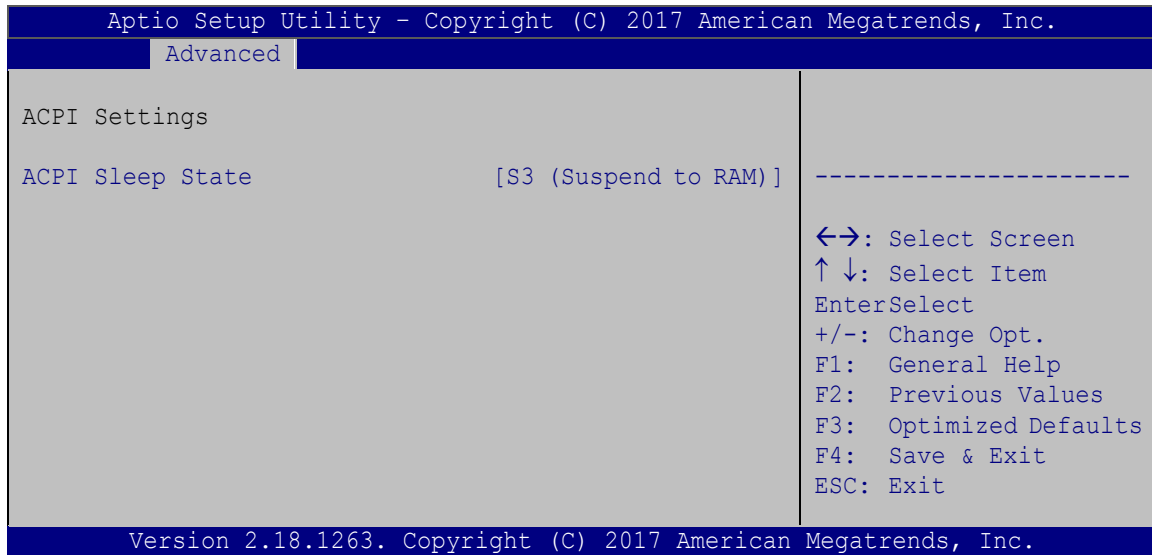 Aptio Setup Utility – Copyright (C) 2017 American Megatrends, Inc.
Advanced
ACPI Settings
ACPI Sleep State [S3 (Suspend to RAM)]
----------------------
←→: Select Screen
↑ ↓: Select Item
EnterSelect
+/-: Change Opt.
F1: General Help
F2: Previous Values
F3: Optimized Defaults
F4: Save & Exit
ESC: Exit
Version 2.18.1263. Copyright (C) 2017 American Megatrends, Inc.